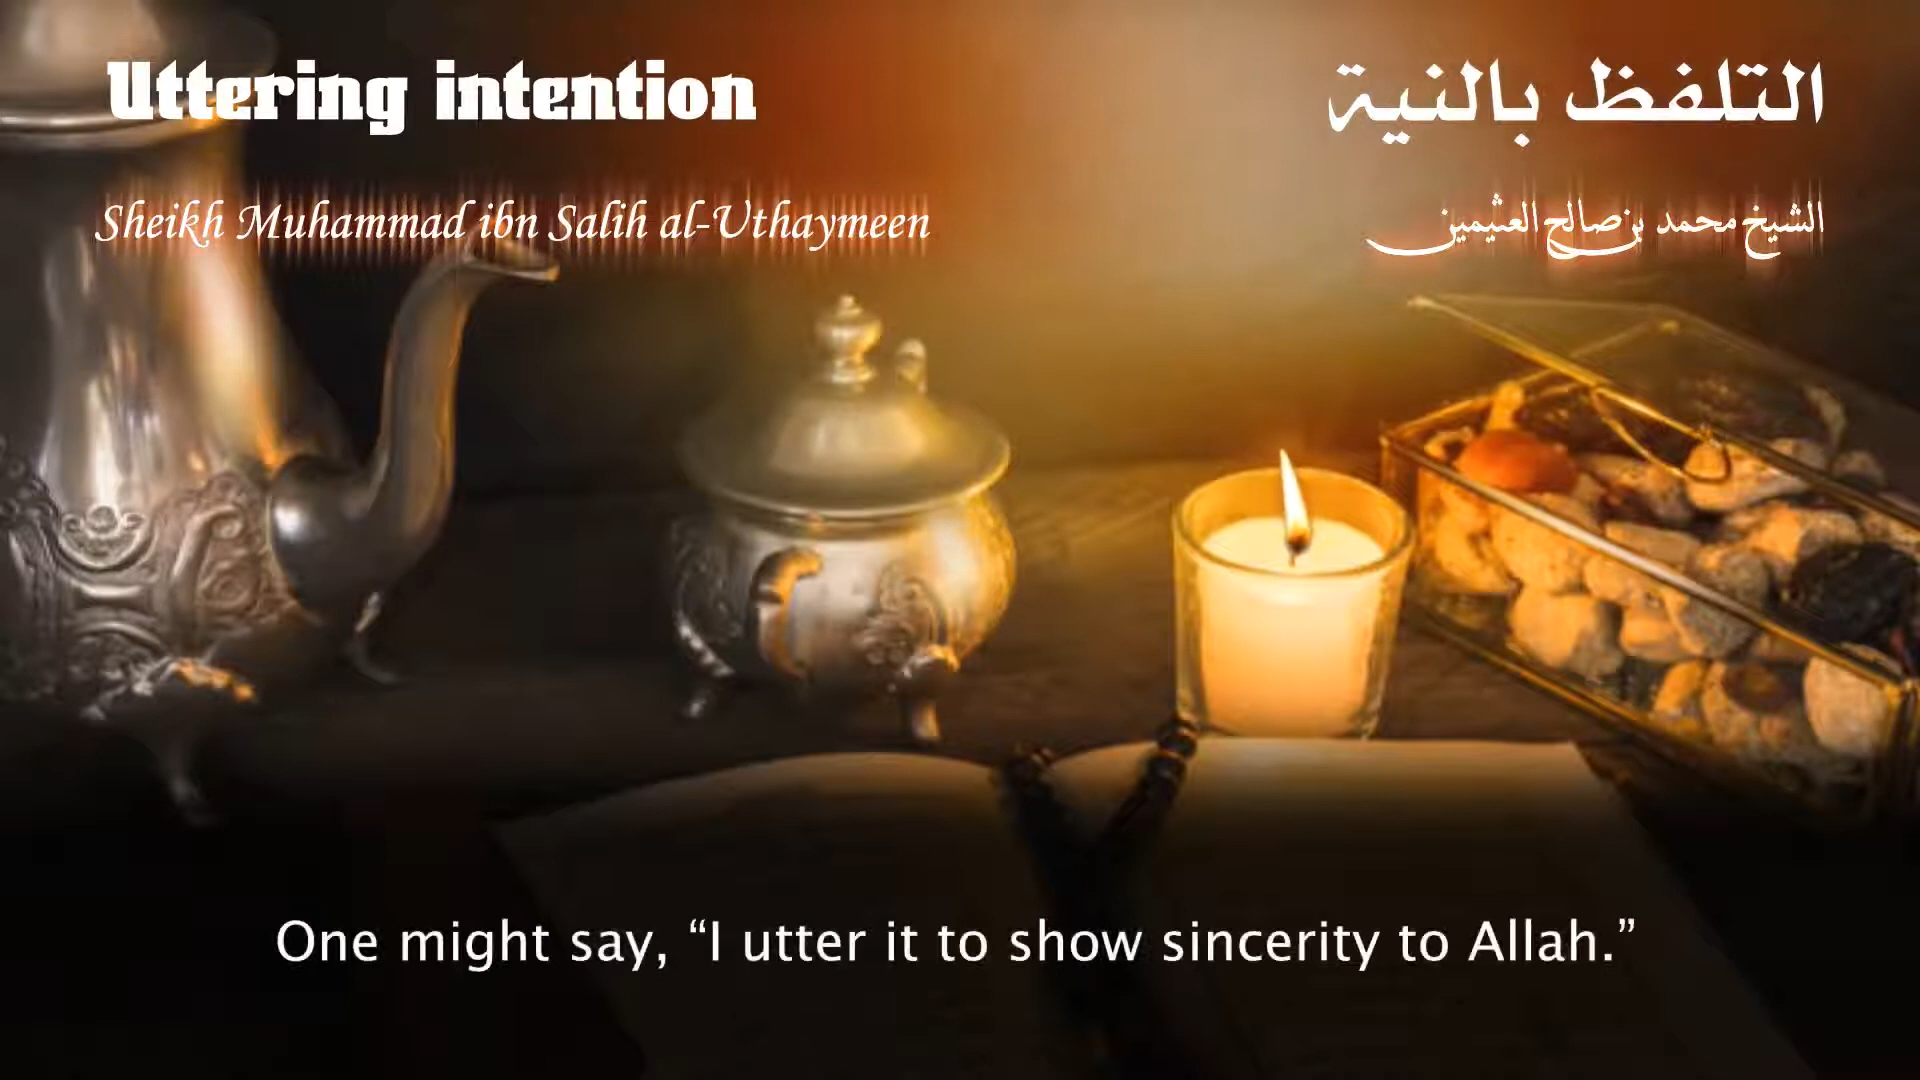 Uttering intention
التلفظ بالنية
Sheikh Muhammad ibn Salih al-Uthaymeen
الشيخ محمد بن صالح العثيمين
One might say, “I utter it to show sincerity to Allah.”